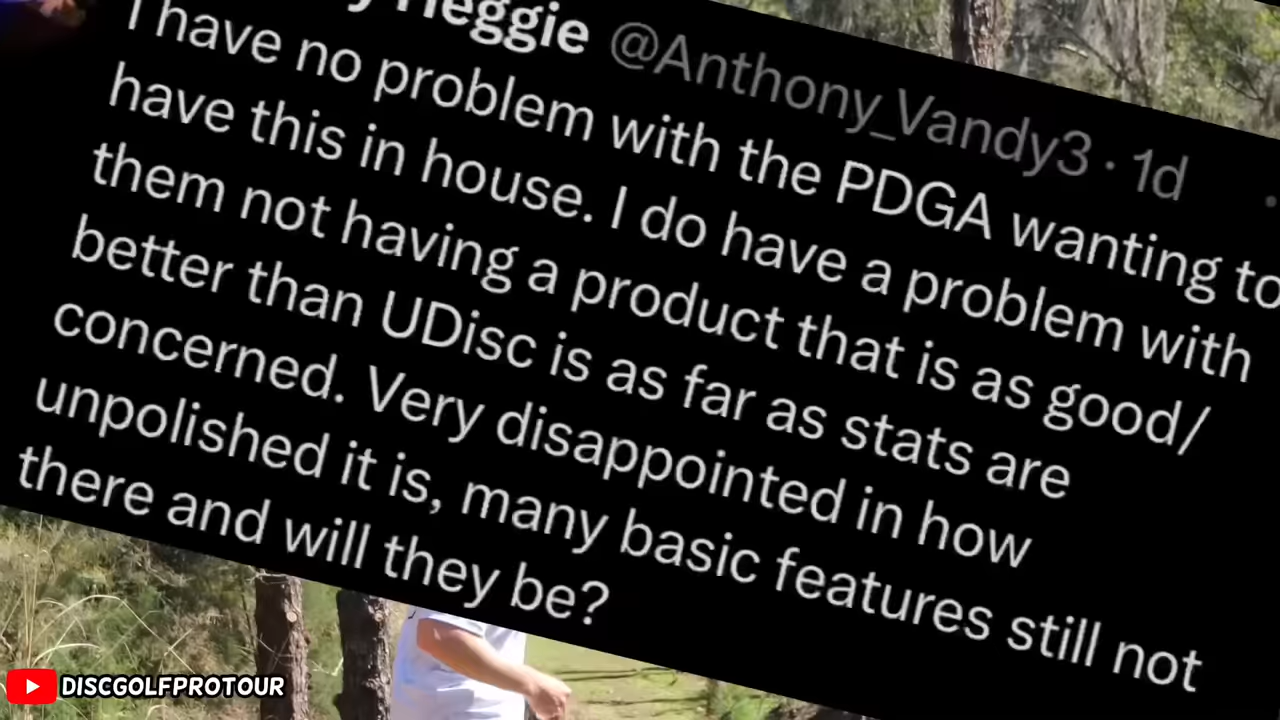 Heggie @Anthony_Vandy3 · 1d
I have no problem with the PDGA wanting to
have this in house. I do have a problem with
them not having a product that is as good/
better than UDisc is as far as stats are
concerned. Very disappointed in how
unpolished it is, many basic features still not
there and will they be?
DISCGOLFPROTOUR